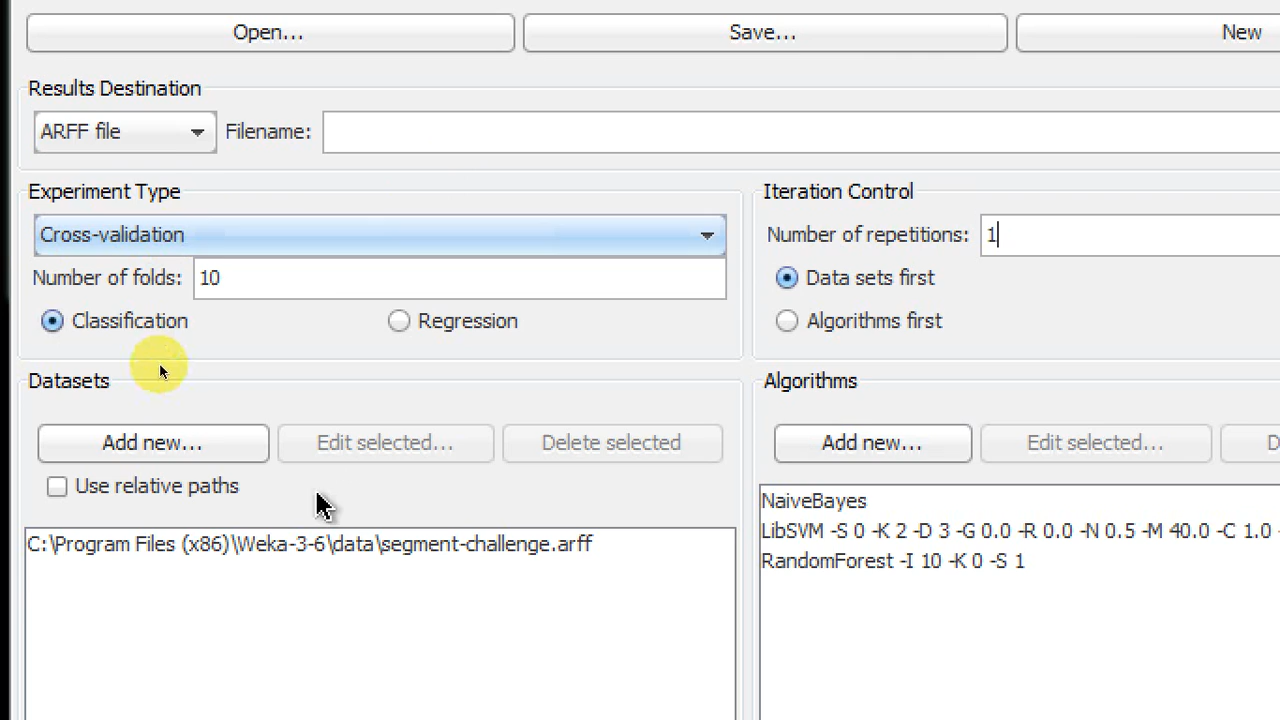 Open...
Save...
New
Results Destination
ARFF file
Filename:
Experiment Type
Cross-validation
Number of folds: 10
Classification
Regression
Iteration Control
Number of repetitions: 1
Data sets first
Algorithms first
Datasets
Add new...
Edit selected...
Delete selected
Use relative paths
C:\Program Files (x86)\Weka-3-6\data\segment-challenge.arff
Algorithms
Add new...
Edit selected...
D
NaiveBayes
LibSVM -S 0 -K 2 -D 3 -G 0.0 -R 0.0 -N 0.5 -M 40.0 -C 1.0 -
RandomForest -I 10 -K 0 -S 1